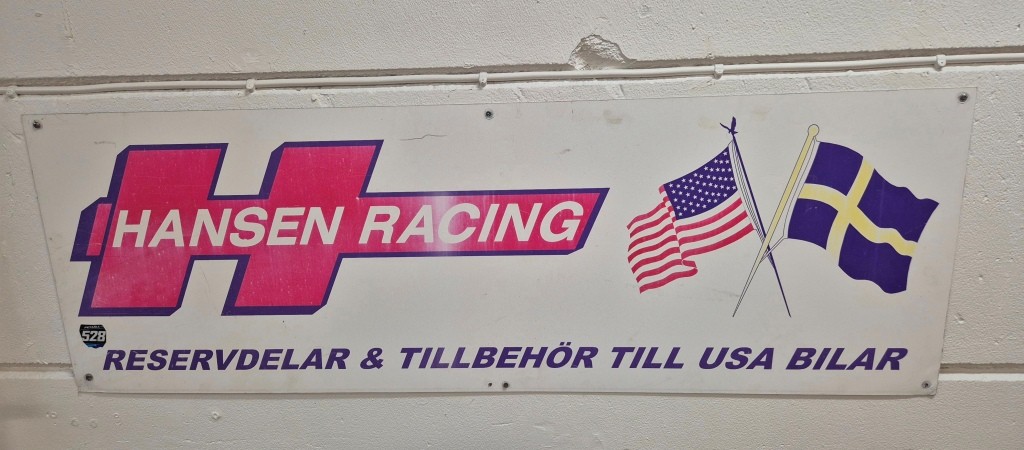 HANSEN RACING
528
RESERVDELAR & TILLBEHÖR TILL USA BILAR